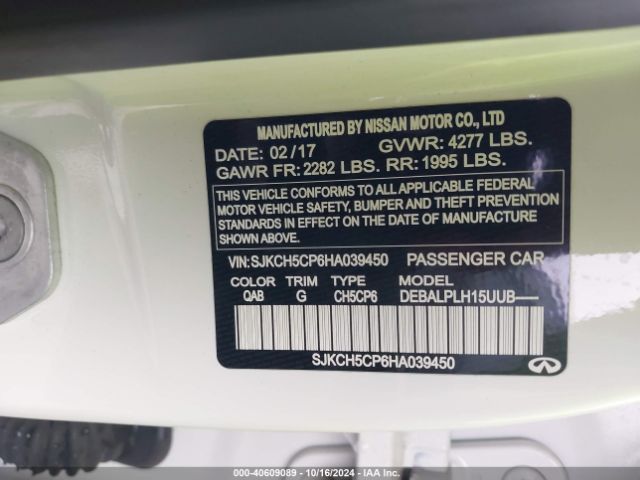 MANUFACTURED BY NISSAN MOTOR CO., LTD
DATE: 02/17 GVWR: 4277 LBS.
GAWR FR: 2282 LBS. RR: 1995 LBS.
THIS VEHICLE CONFORMS TO ALL APPLICABLE FEDERAL
MOTOR VEHICLE SAFETY, BUMPER AND THEFT PREVENTION
STANDARDS IN EFFECT ON THE DATE OF MANUFACTURE
SHOWN ABOVE.
VIN: SJKCH5CP6HA039450 PASSENGER CAR
COLOR TRIM TYPE MODEL
QAB G CH5CP6 DEBALPLH15UUB-----
SJKCH5CP6HA039450
000-40609089 - 10/16/2024 - IAA Inc.